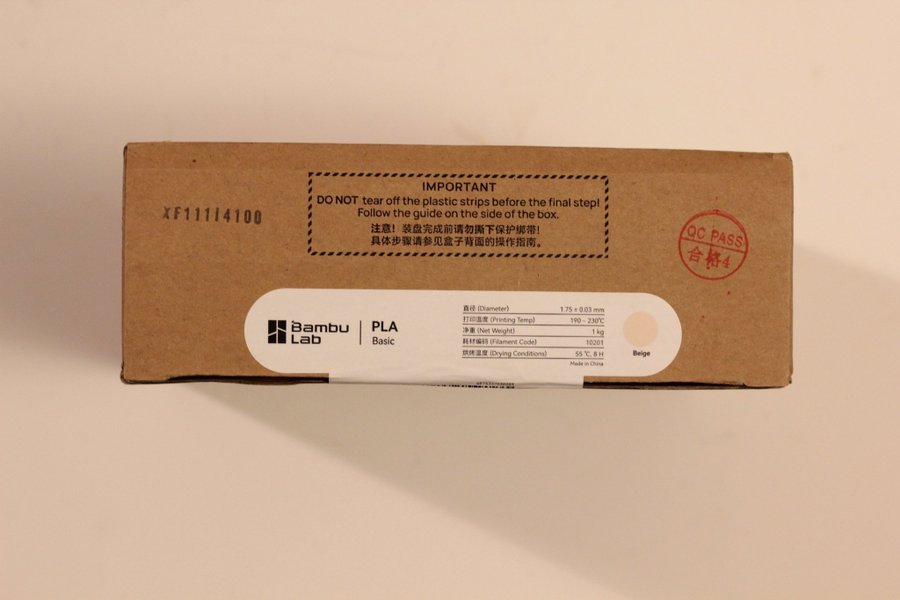 IMPORTANT
DO NOT tear off the plastic strips before the final step!
Follow the guide on the side of the box.
注意！装盘完成前请勿撕下保护绑带！
具体步骤请参见盒子背面的操作指南。
XF11114100
QC PASS
合格4
Bambu
Lab
PLA
Basic
直径 (Diameter) 1.75 ± 0.03 mm
打印温度 (Printing Temp) 190 - 230℃
净重 (Net Weight) 1 kg
耗材编码 (Filament Code) 10201
烘烤温度 (Drying Conditions) 55 ℃, 8 H
Made in China
Beige